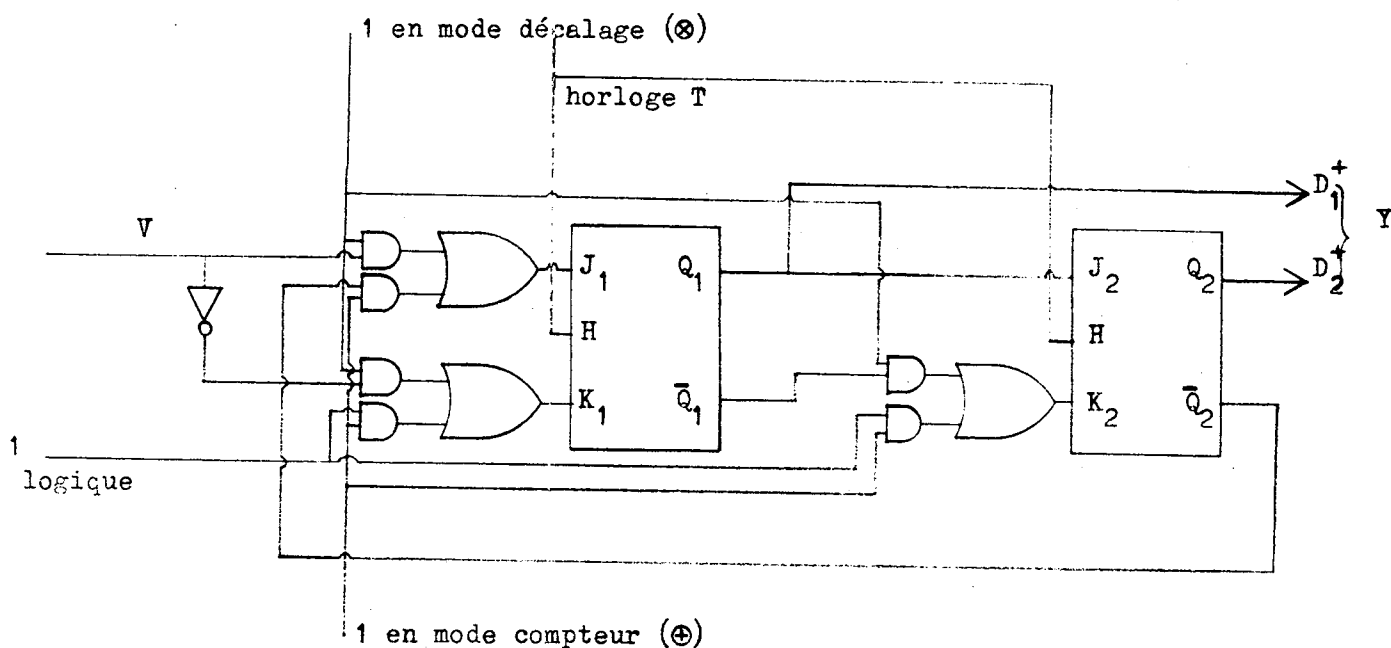 1 en mode décalage (⊗)
horloge T
D₁⁺
Y
V
J₁
Q₁
J₂
Q₂
D₂⁺
H
H
K₁
Q̄₁
K₂
Q̄₂
1
logique
1 en mode compteur (⊕)